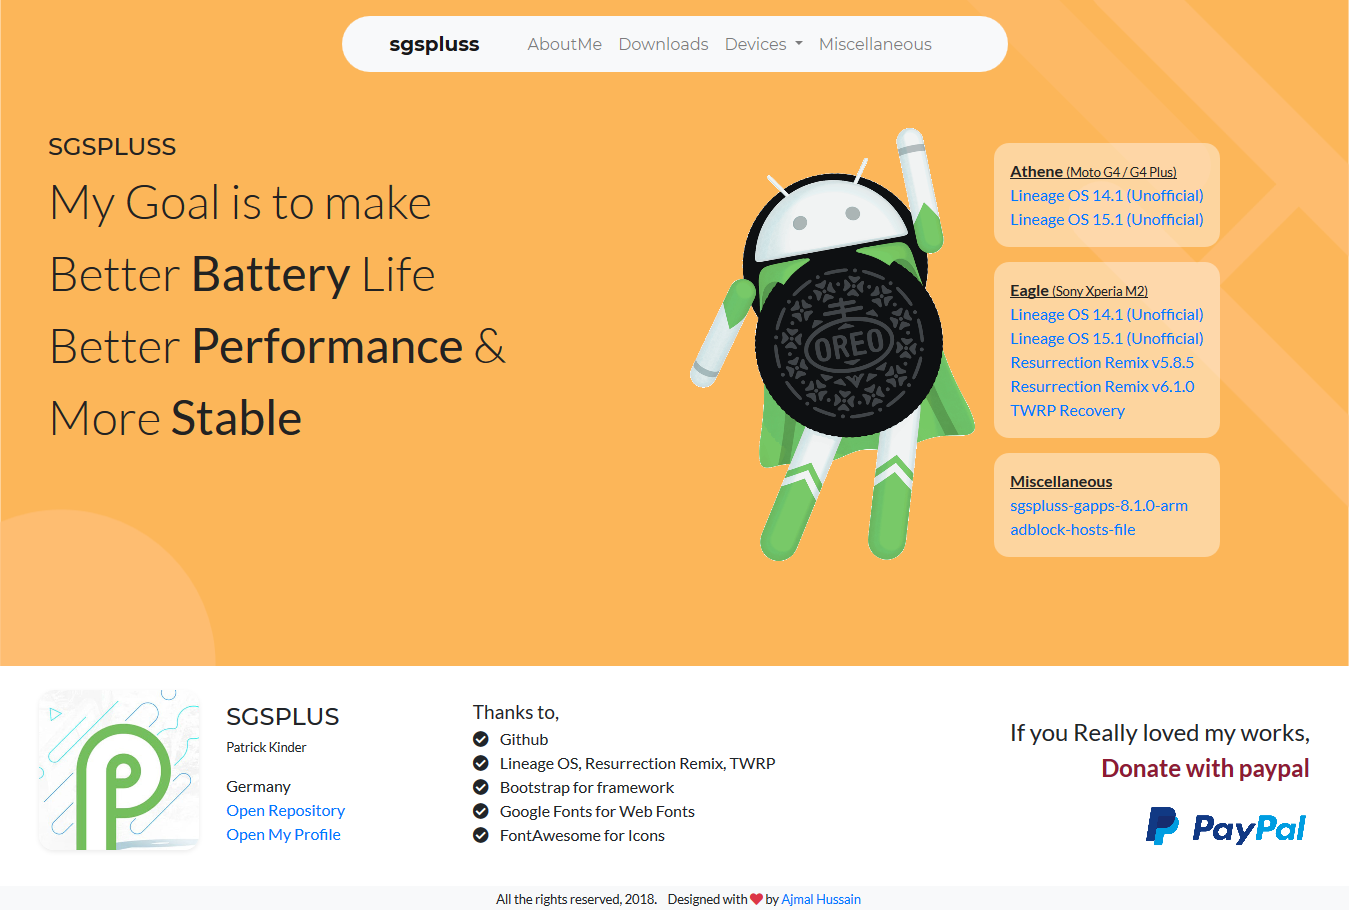 sgspluss AboutMe Downloads Devices Miscellaneous
SGSPLUSS
My Goal is to make
Better Battery Life
Better Performance &
More Stable
OREO
Athene (Moto G4 / G4 Plus)
Lineage OS 14.1 (Unofficial)
Lineage OS 15.1 (Unofficial)
Eagle (Sony Xperia M2)
Lineage OS 14.1 (Unofficial)
Lineage OS 15.1 (Unofficial)
Resurrection Remix v5.8.5
Resurrection Remix v6.1.0
TWRP Recovery
Miscellaneous
sgspluss-gapps-8.1.0-arm
adblock-hosts-file
SGSPLUS
Patrick Kinder
Germany
Open Repository
Open My Profile
Thanks to,
Github
Lineage OS, Resurrection Remix, TWRP
Bootstrap for framework
Google Fonts for Web Fonts
FontAwesome for Icons
If you Really loved my works,
Donate with paypal
PayPal
All the rights reserved, 2018. Designed with by Ajmal Hussain